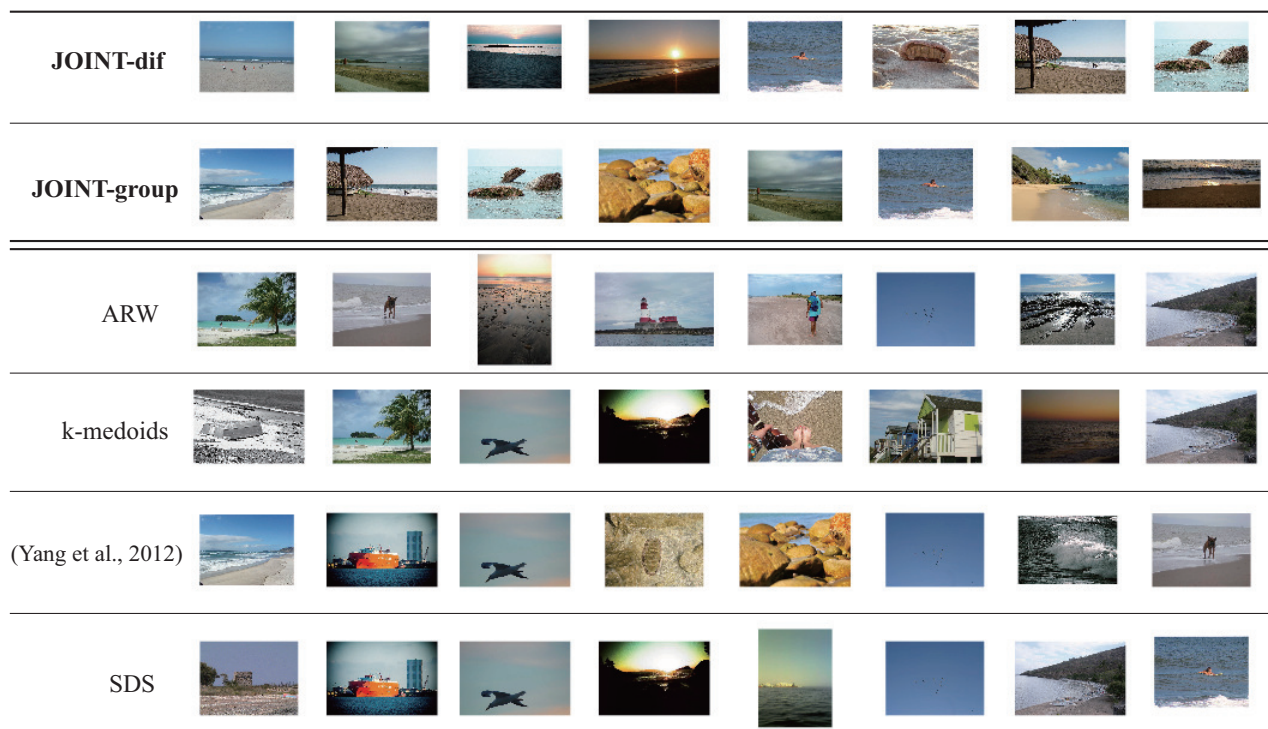 JOINT-dif
JOINT-group
ARW
k-medoids
(Yang et al., 2012)
SDS